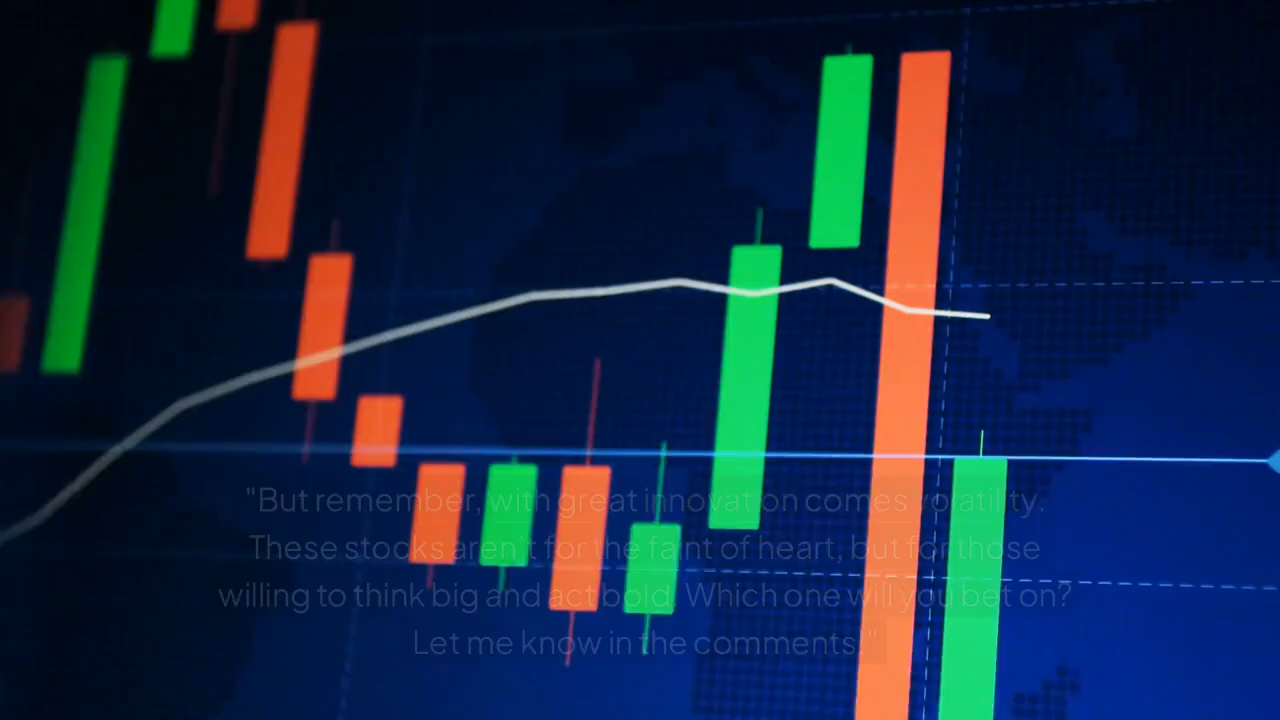 "But remember, with great innovation comes volatility.
These stocks aren't for the faint of heart, but for those
willing to think big and act bold. Which one will you bet on?
Let me know in the comments!"